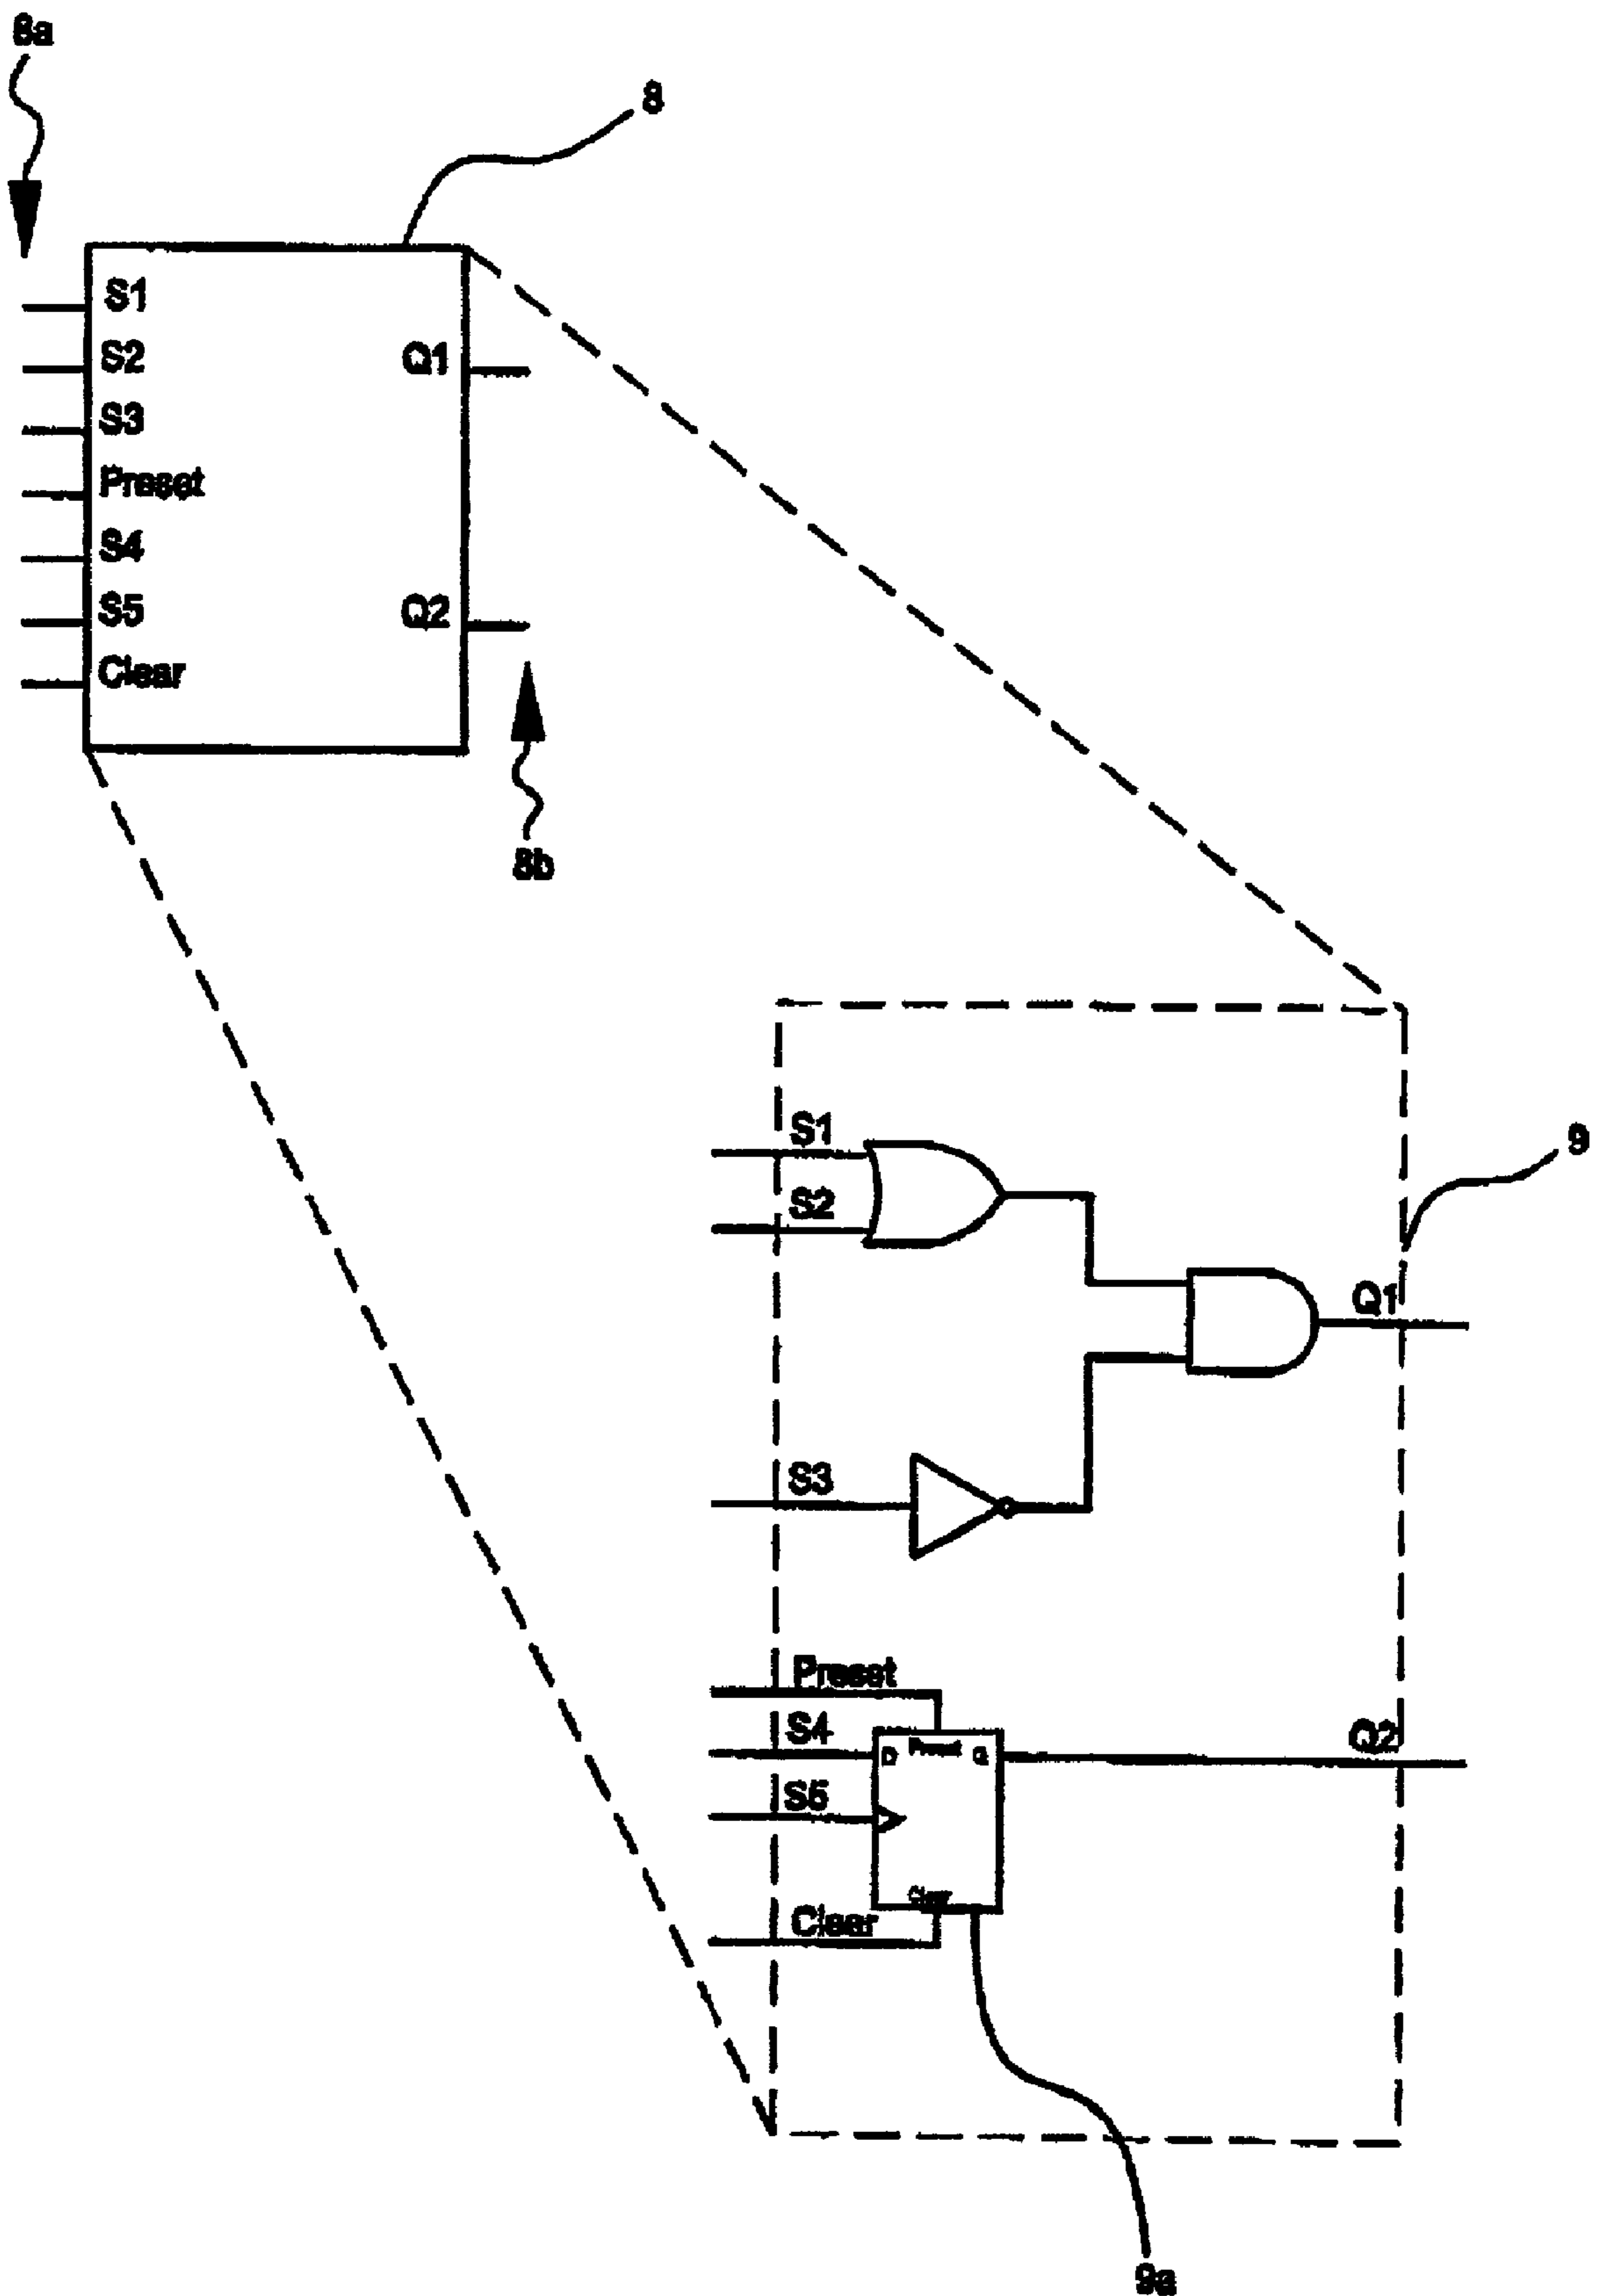 8a
8
S1
S2
Q1
S3
Preset
S4
S5
Q2
Clear
8b
S1
9
S2
Q1
S3
Preset
S4
Q2
D
Preset
Q
S5
Clear
Clear
9a